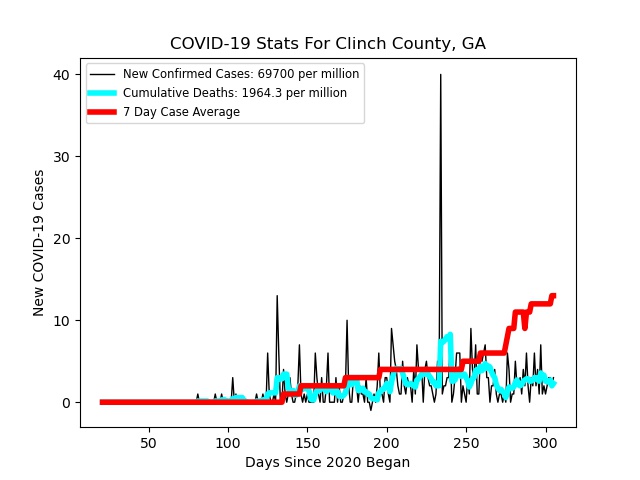 COVID-19 Stats For Clinch County, GA
New Confirmed Cases: 69700 per million
Cumulative Deaths: 1964.3 per million
7 Day Case Average
New COVID-19 Cases
40
30
20
10
0
50 100 150 200 250 300
Days Since 2020 Began